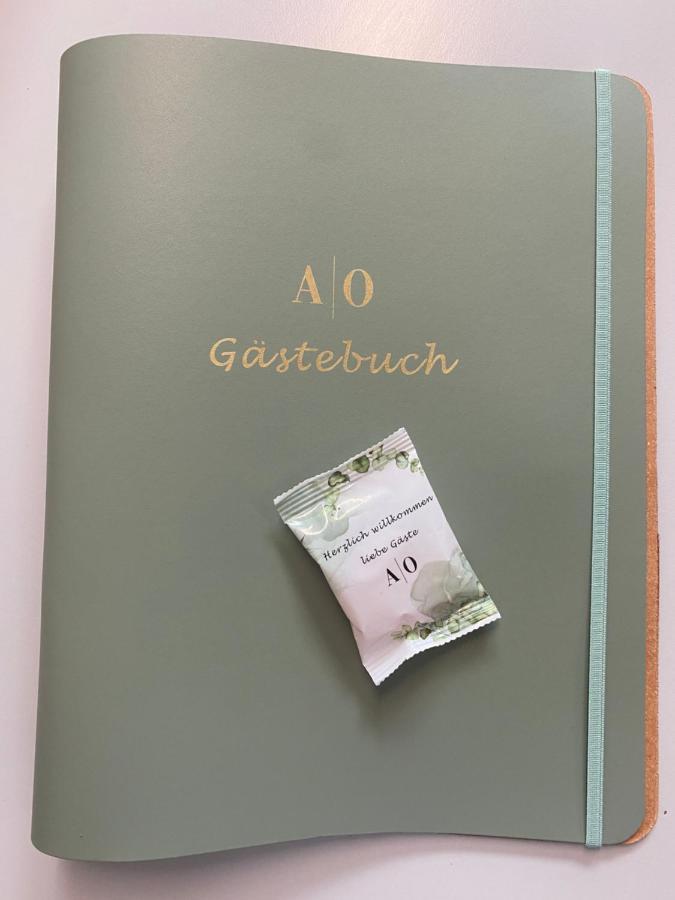 A|O
Gästebuch
Herzlich willkommen
liebe Gäste
A|O